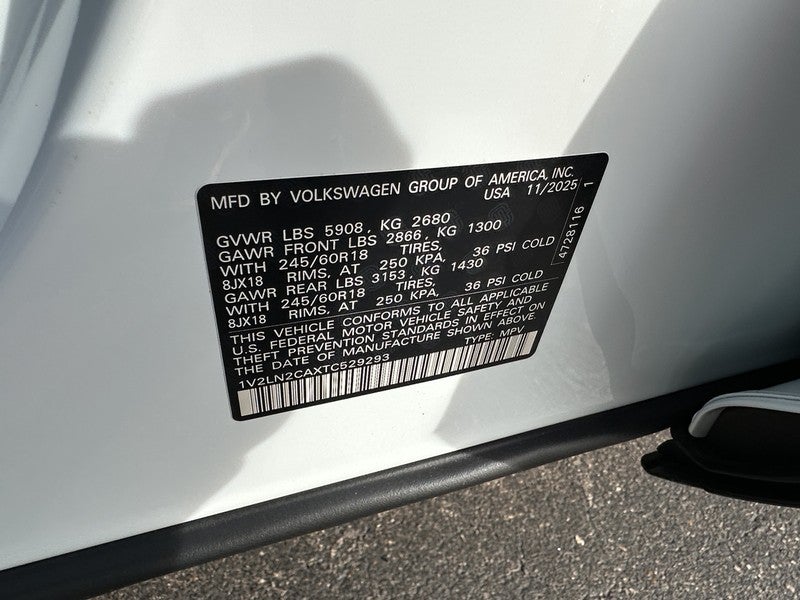 MFD BY VOLKSWAGEN GROUP OF AMERICA, INC.
USA 11/2025
GVWR LBS 5908, KG 2680
GAWR FRONT LBS 2866, KG 1300
WITH 245/60R18 TIRES,
8JX18 RIMS, AT 250 KPA, 36 PSI COLD
GAWR REAR LBS 3153, KG 1430
WITH 245/60R18 TIRES,
8JX18 RIMS, AT 250 KPA, 36 PSI COLD
THIS VEHICLE CONFORMS TO ALL APPLICABLE
U.S. FEDERAL MOTOR VEHICLE SAFETY AND
THEFT PREVENTION STANDARDS IN EFFECT ON
THE DATE OF MANUFACTURE SHOWN ABOVE.
1V2LN2CAXTC529293 TYPE: MPV
4728116 1